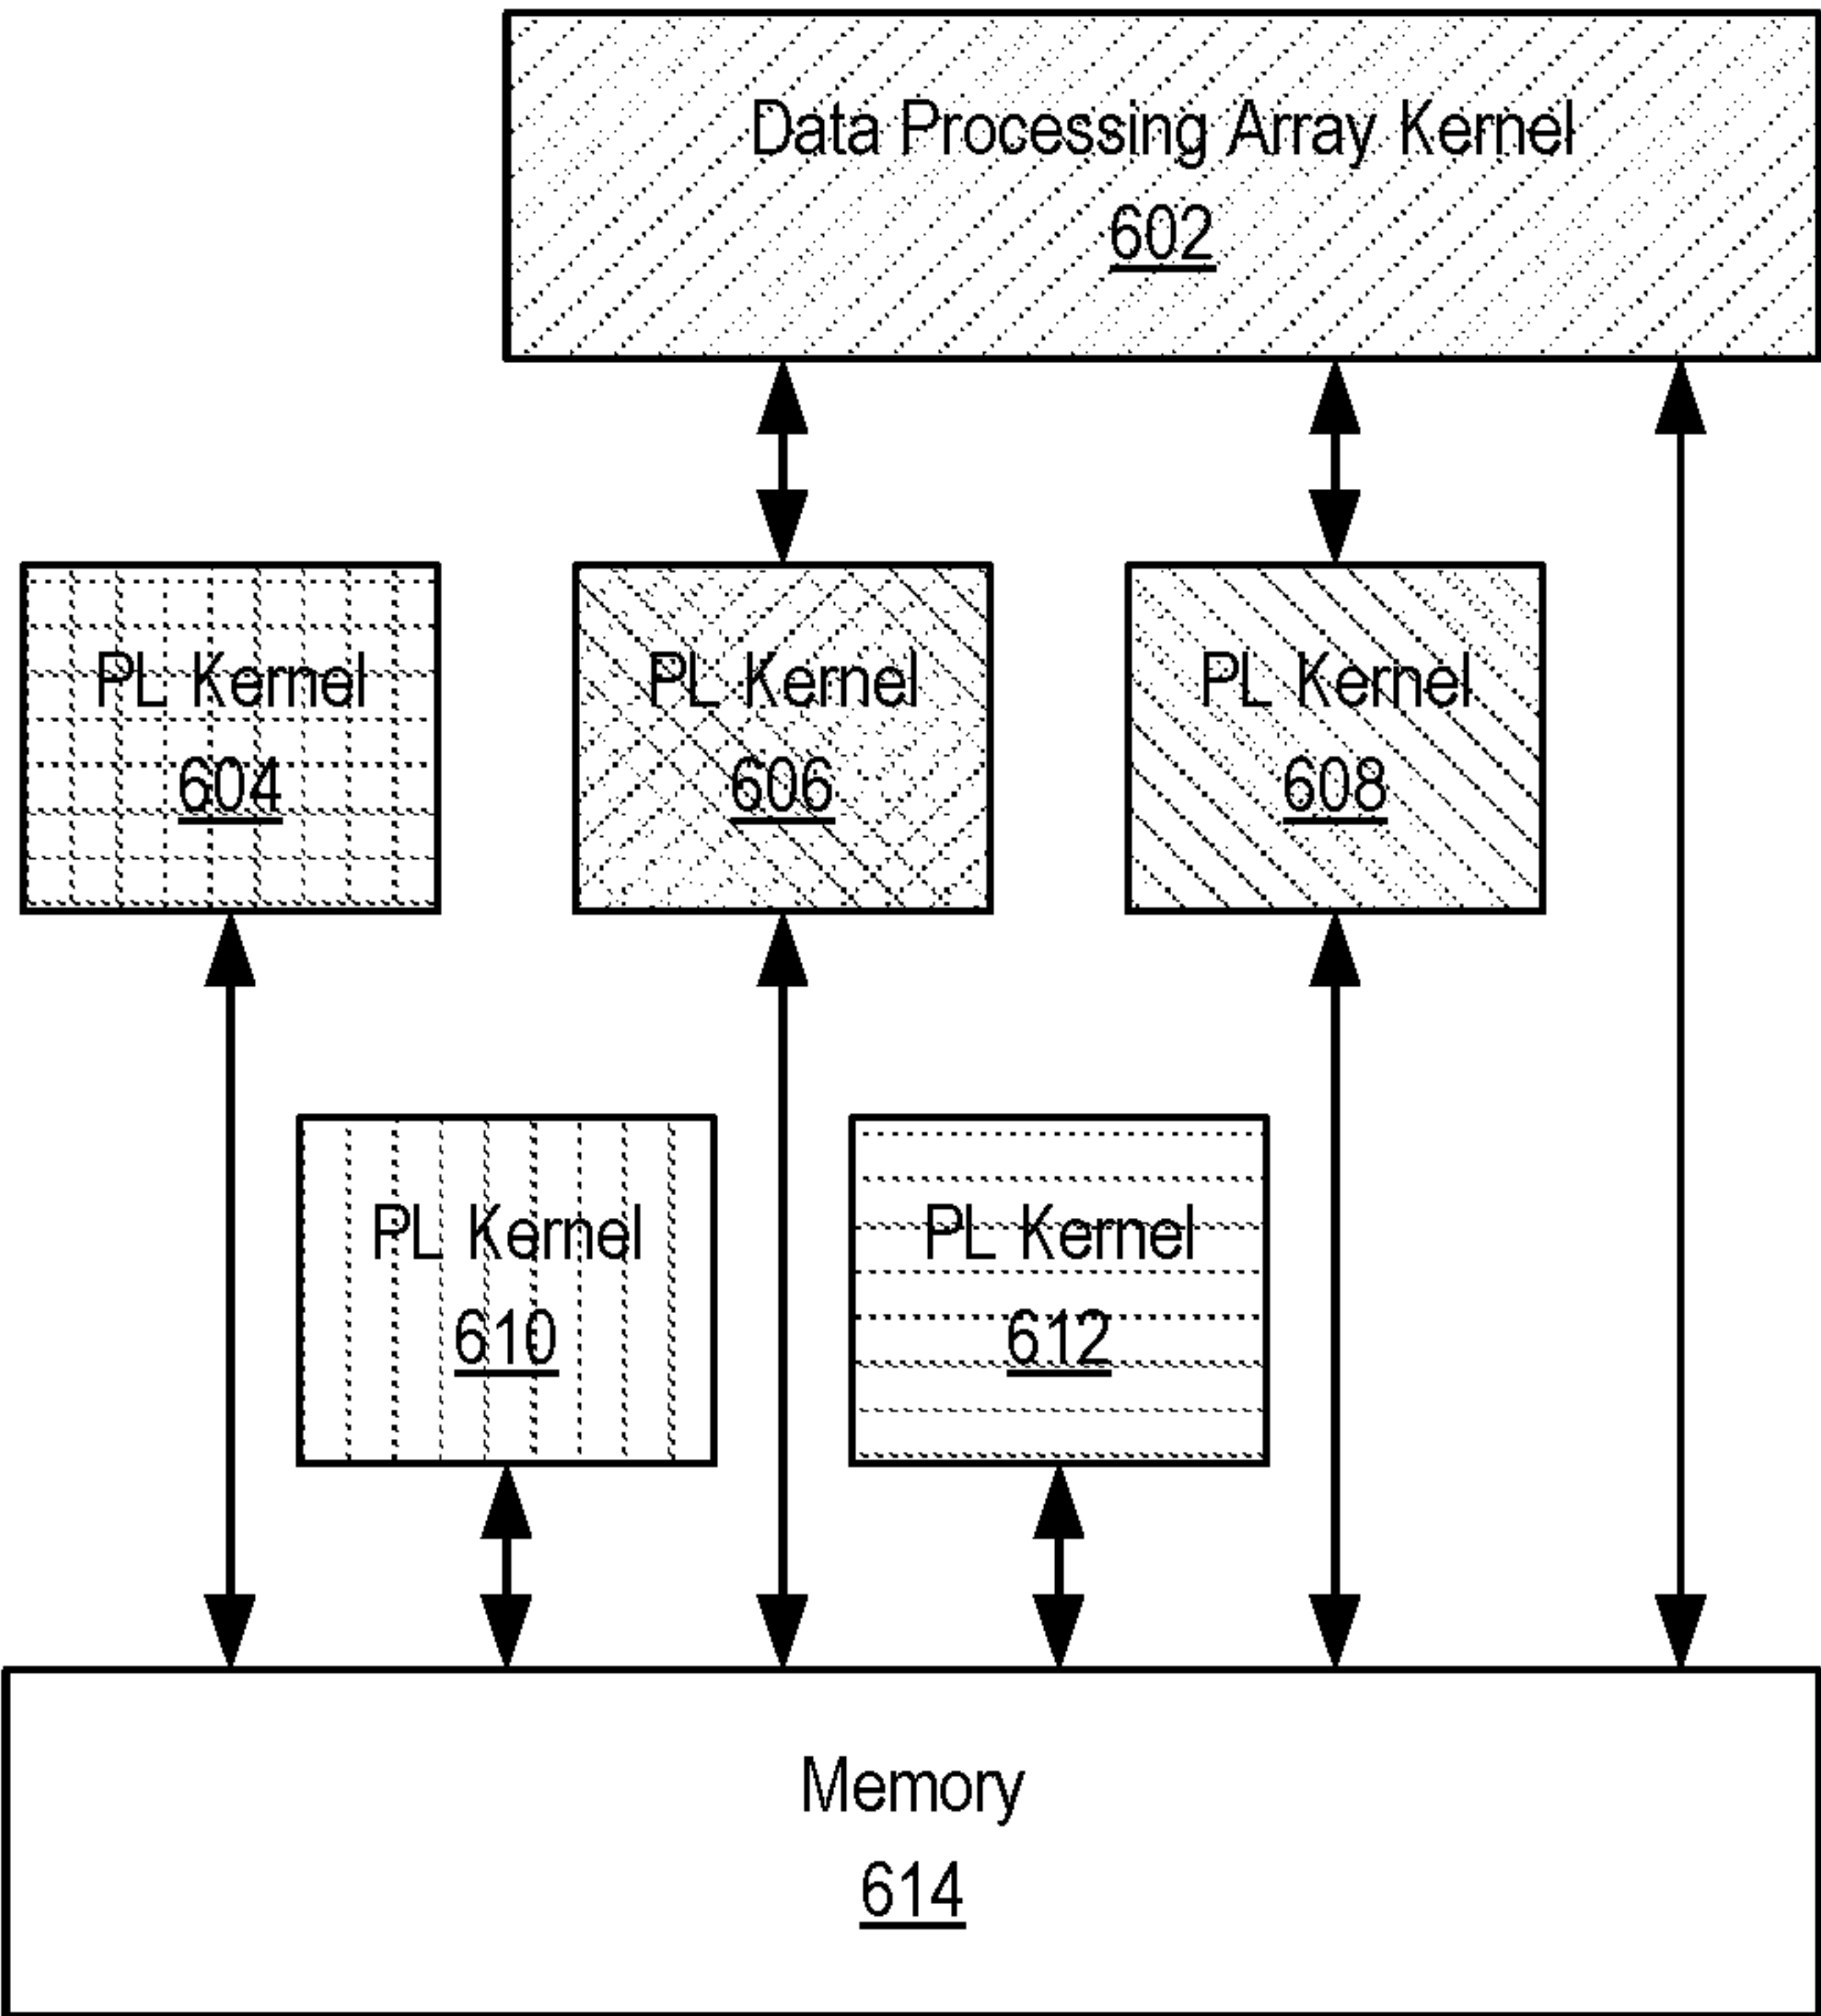 Data Processing Array Kernel
602
PL Kernel
604
PL Kernel
606
PL Kernel
608
PL Kernel
610
PL Kernel
612
Memory
614